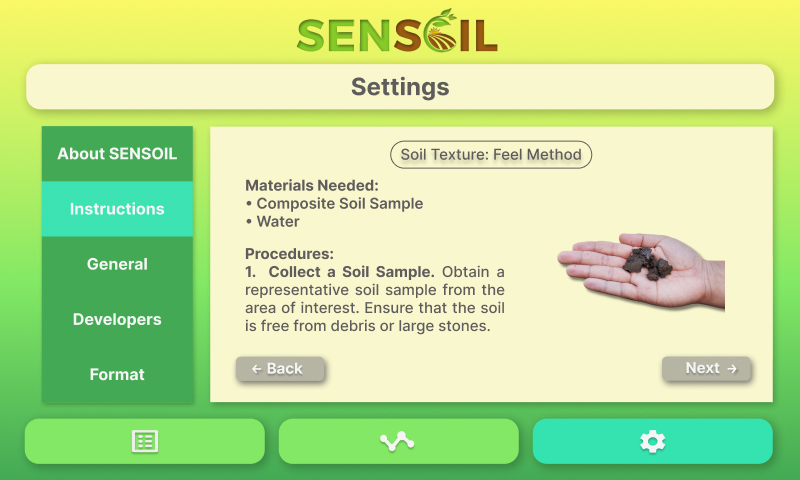 SENSOIL
Settings
About SENSOIL
Instructions
General
Developers
Format
Soil Texture: Feel Method
Materials Needed:
• Composite Soil Sample
• Water
Procedures:
1. Collect a Soil Sample. Obtain a
representative soil sample from the
area of interest. Ensure that the soil
is free from debris or large stones.
← Back
Next →